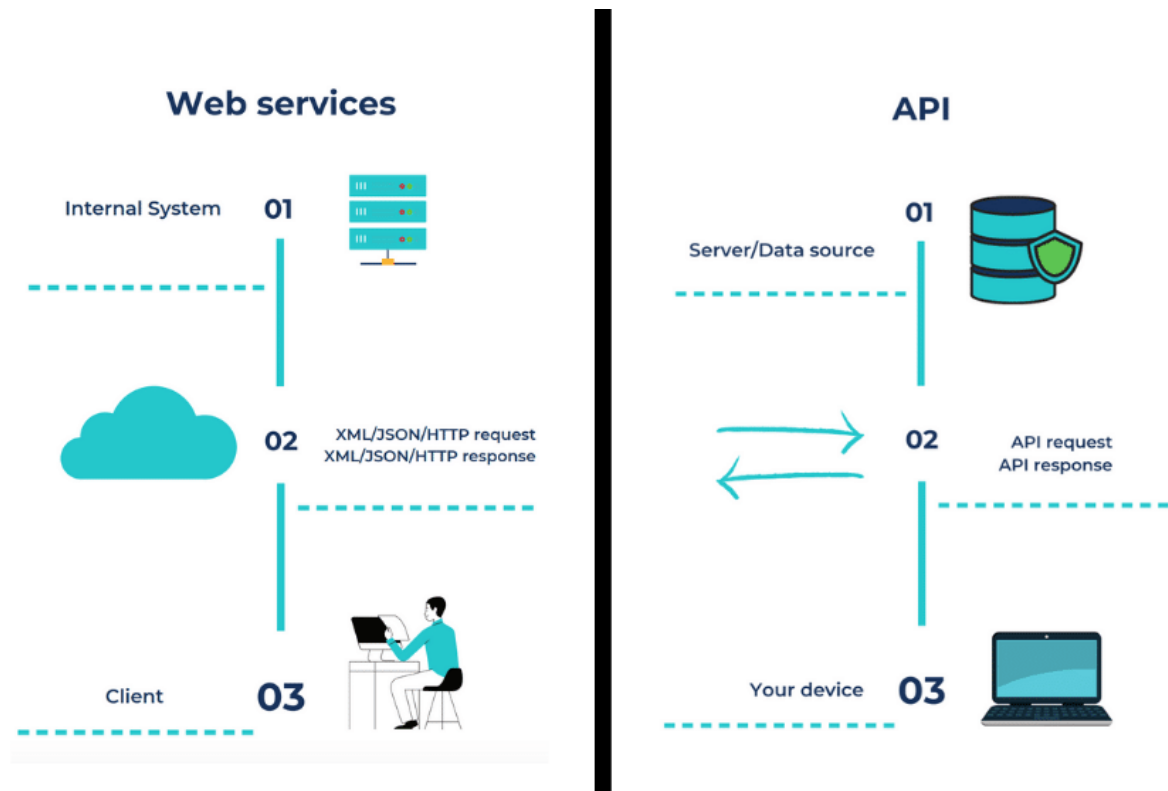 Web services
Internal System
01
02
XML/JSON/HTTP request
XML/JSON/HTTP response
Client
03
API
01
Server/Data source
02
API request
API response
Your device
03